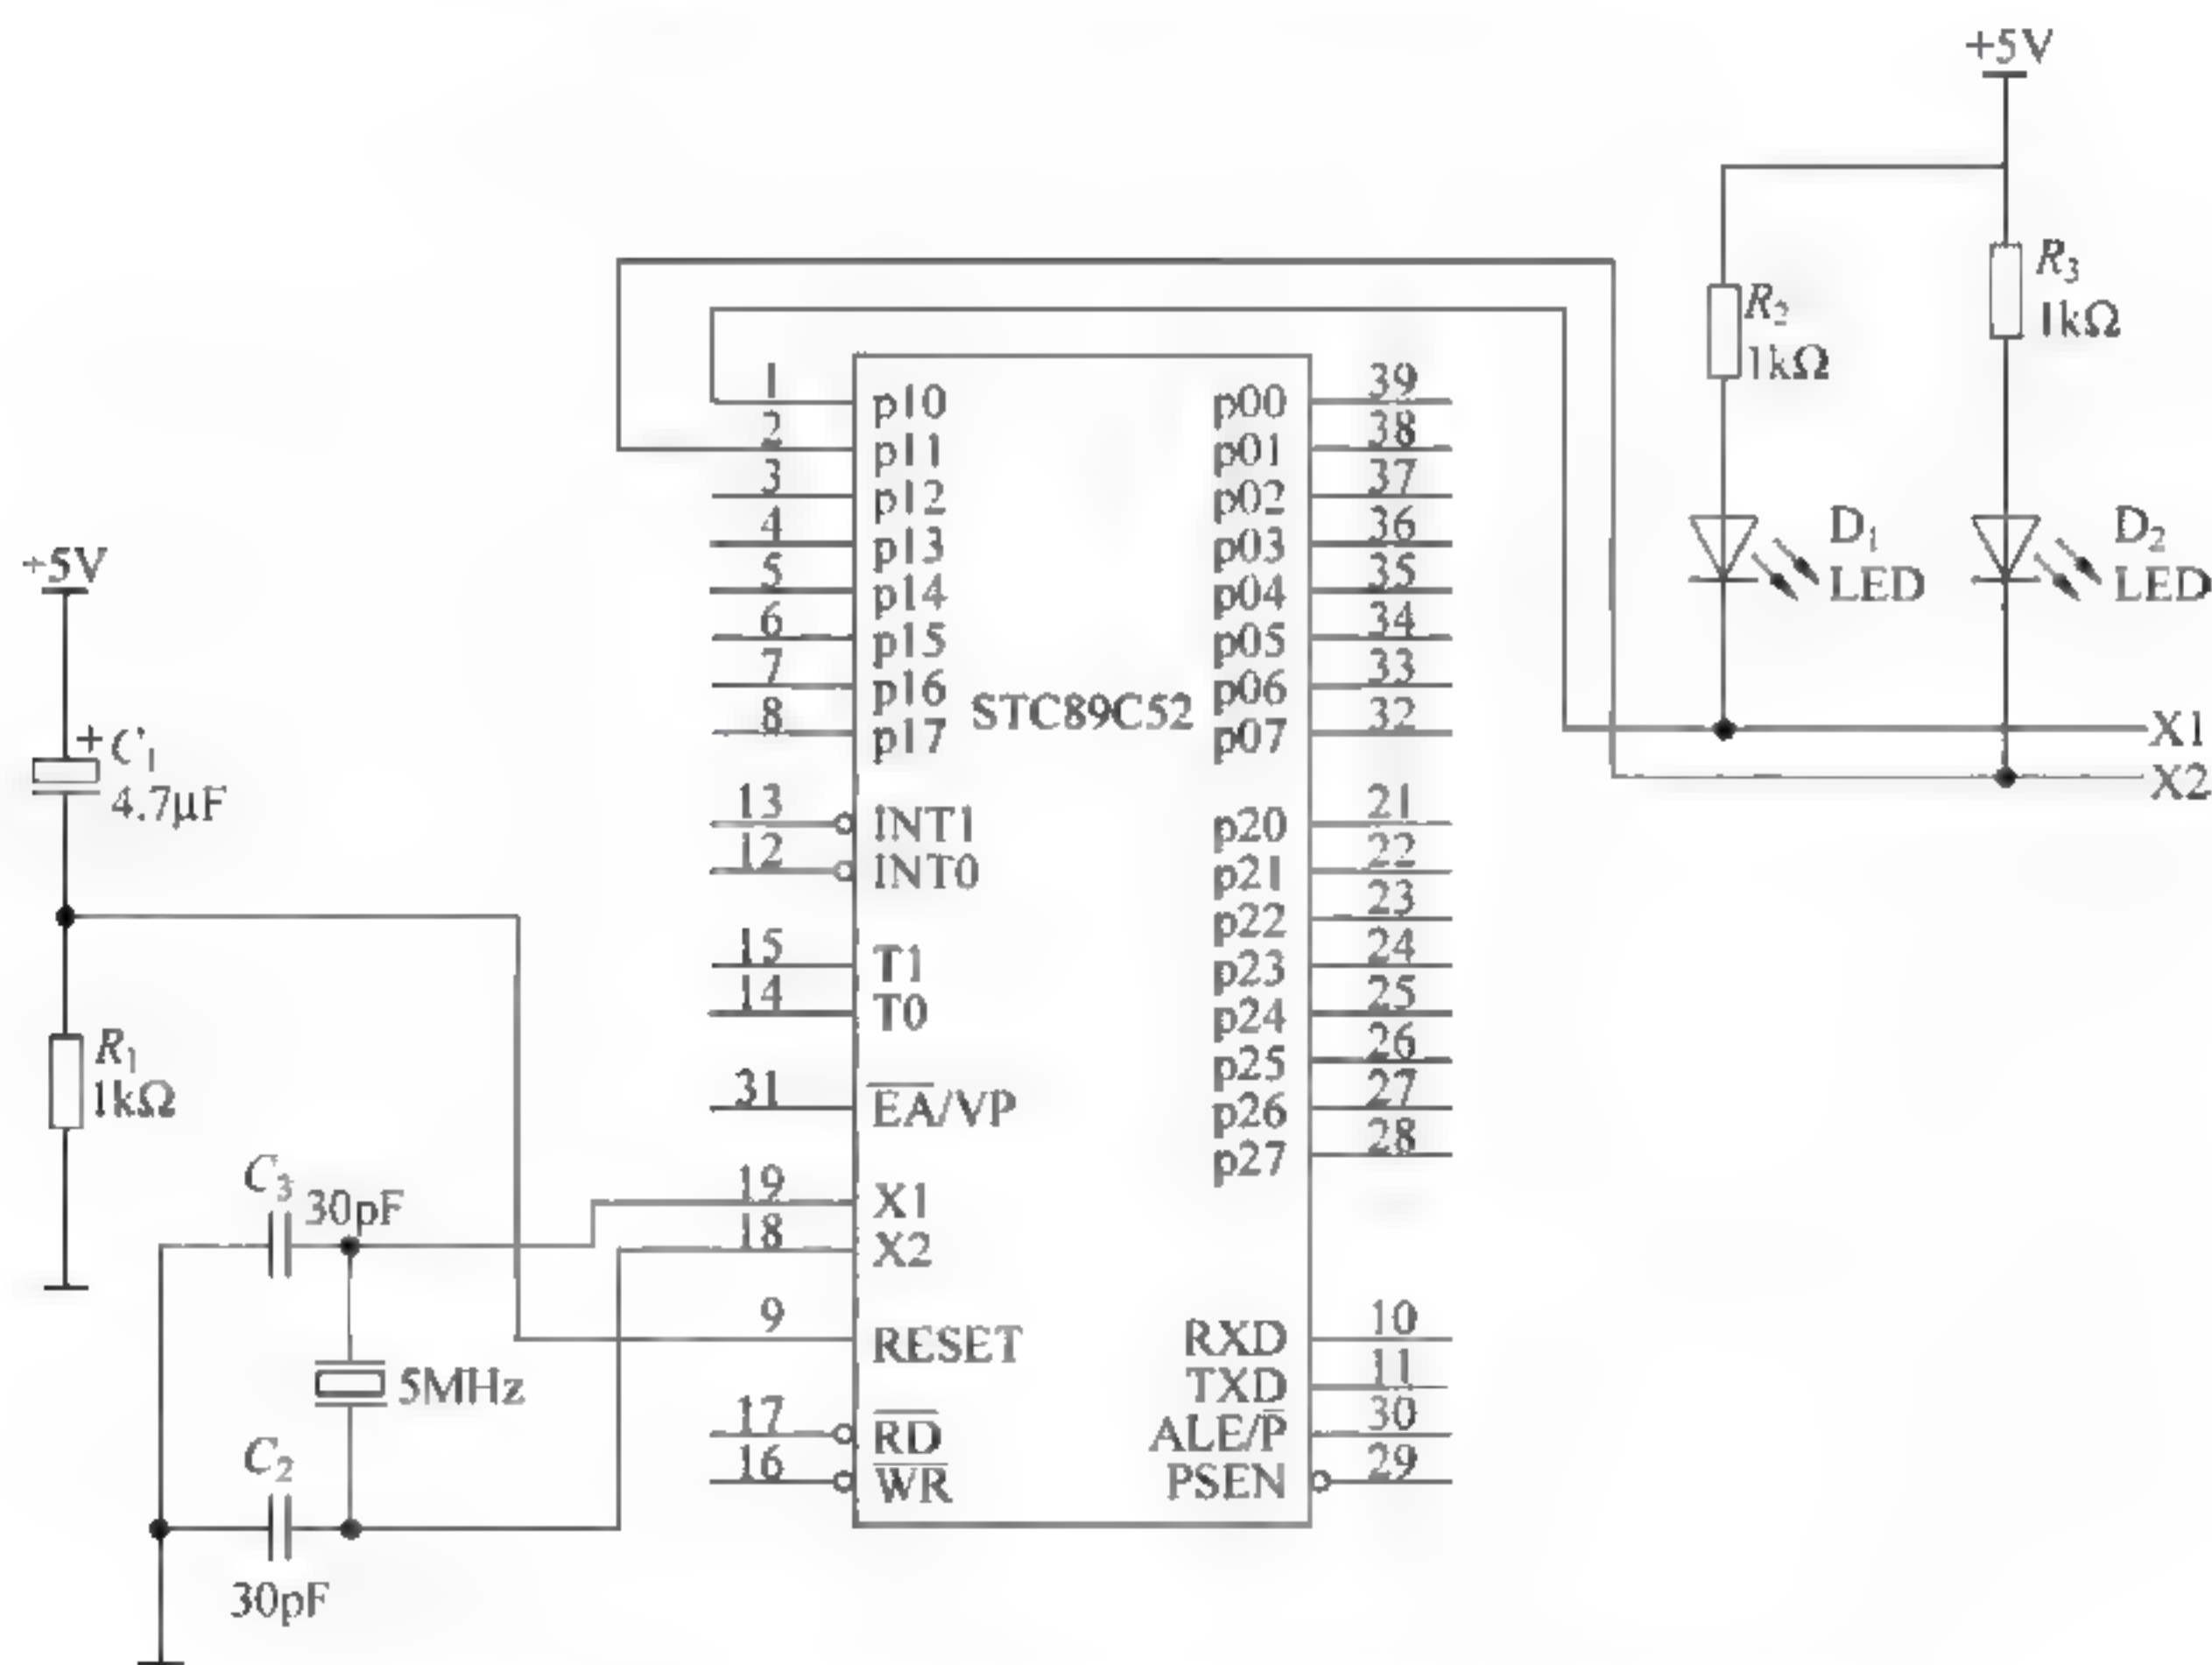 +5V
R3
1kΩ
R2
1kΩ
D1
LED
D2
LED
X1
X2
+5V
+C1
4.7μF
R1
1kΩ
C3
30pF
5MHz
C2
30pF
STC89C52
1 p10
2 p11
3 p12
4 p13
5 p14
6 p15
7 p16
8 p17
13 INT1
12 INT0
15 T1
14 T0
31 E̅A̅/VP
19 X1
18 X2
9 RESET
17 R̅D̅
16 W̅R̅
p00 39
p01 38
p02 37
p03 36
p04 35
p05 34
p06 33
p07 32
p20 21
p21 22
p22 23
p23 24
p24 25
p25 26
p26 27
p27 28
RXD 10
TXD 11
ALE/P̅ 30
PSEN 29